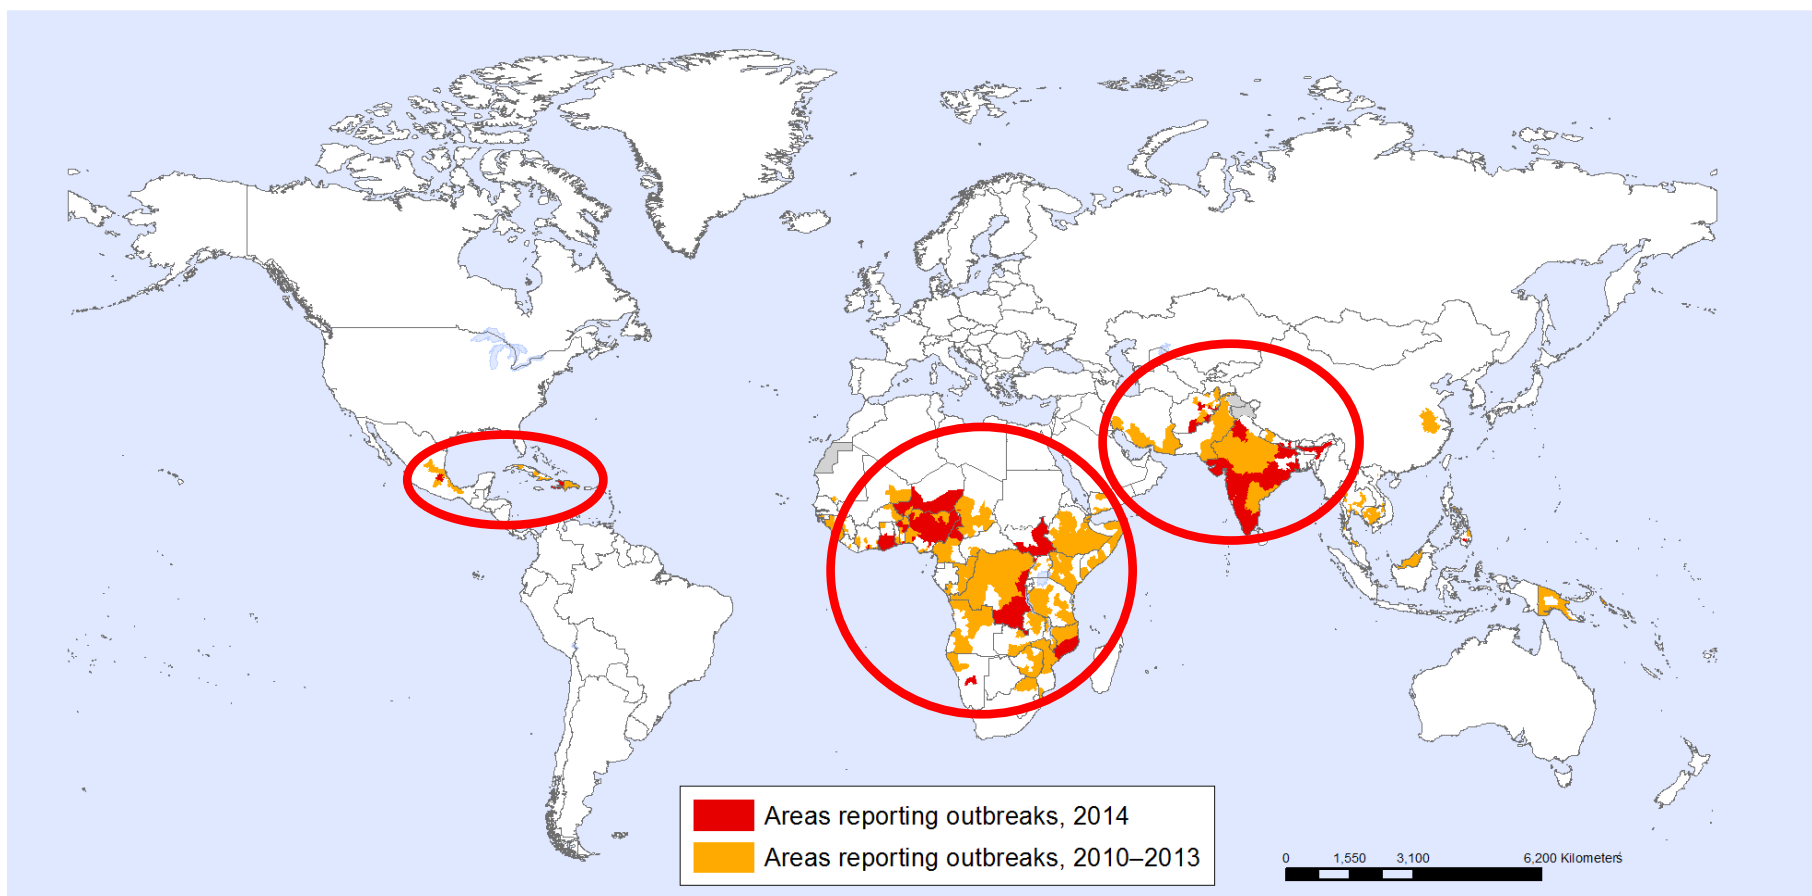 Areas reporting outbreaks, 2014
Areas reporting outbreaks, 2010–2013
0 1,550 3,100 6,200 Kilometers